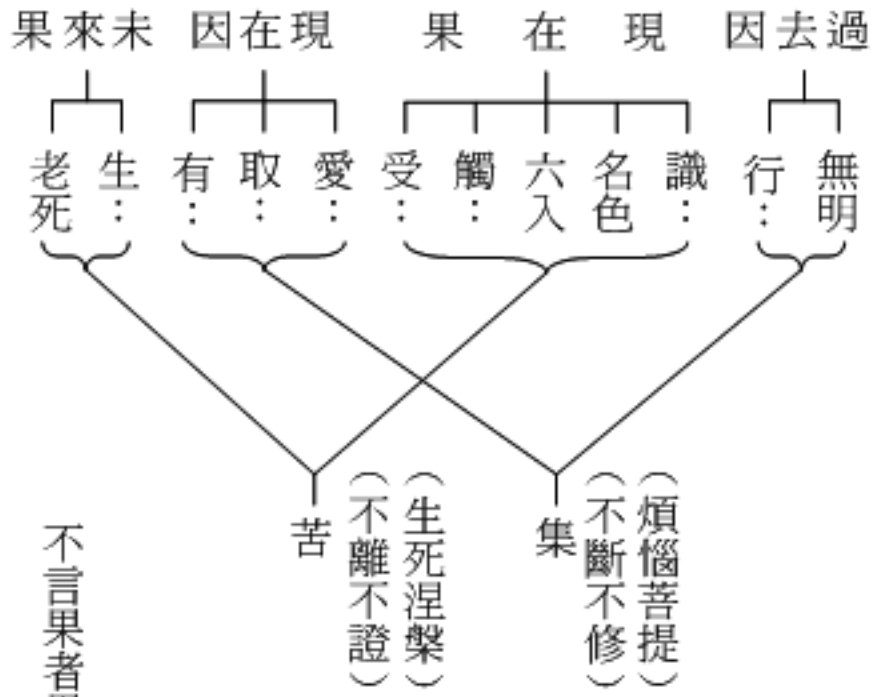 過去因
現在果
現在因
未來果
無明
行：
識：
名色
六入
觸：
受：
愛：
取：
有：
生：
老死
集
（煩惱菩提）
（不斷不修）
苦
（生死涅槃）
（不離不證）
不言果者